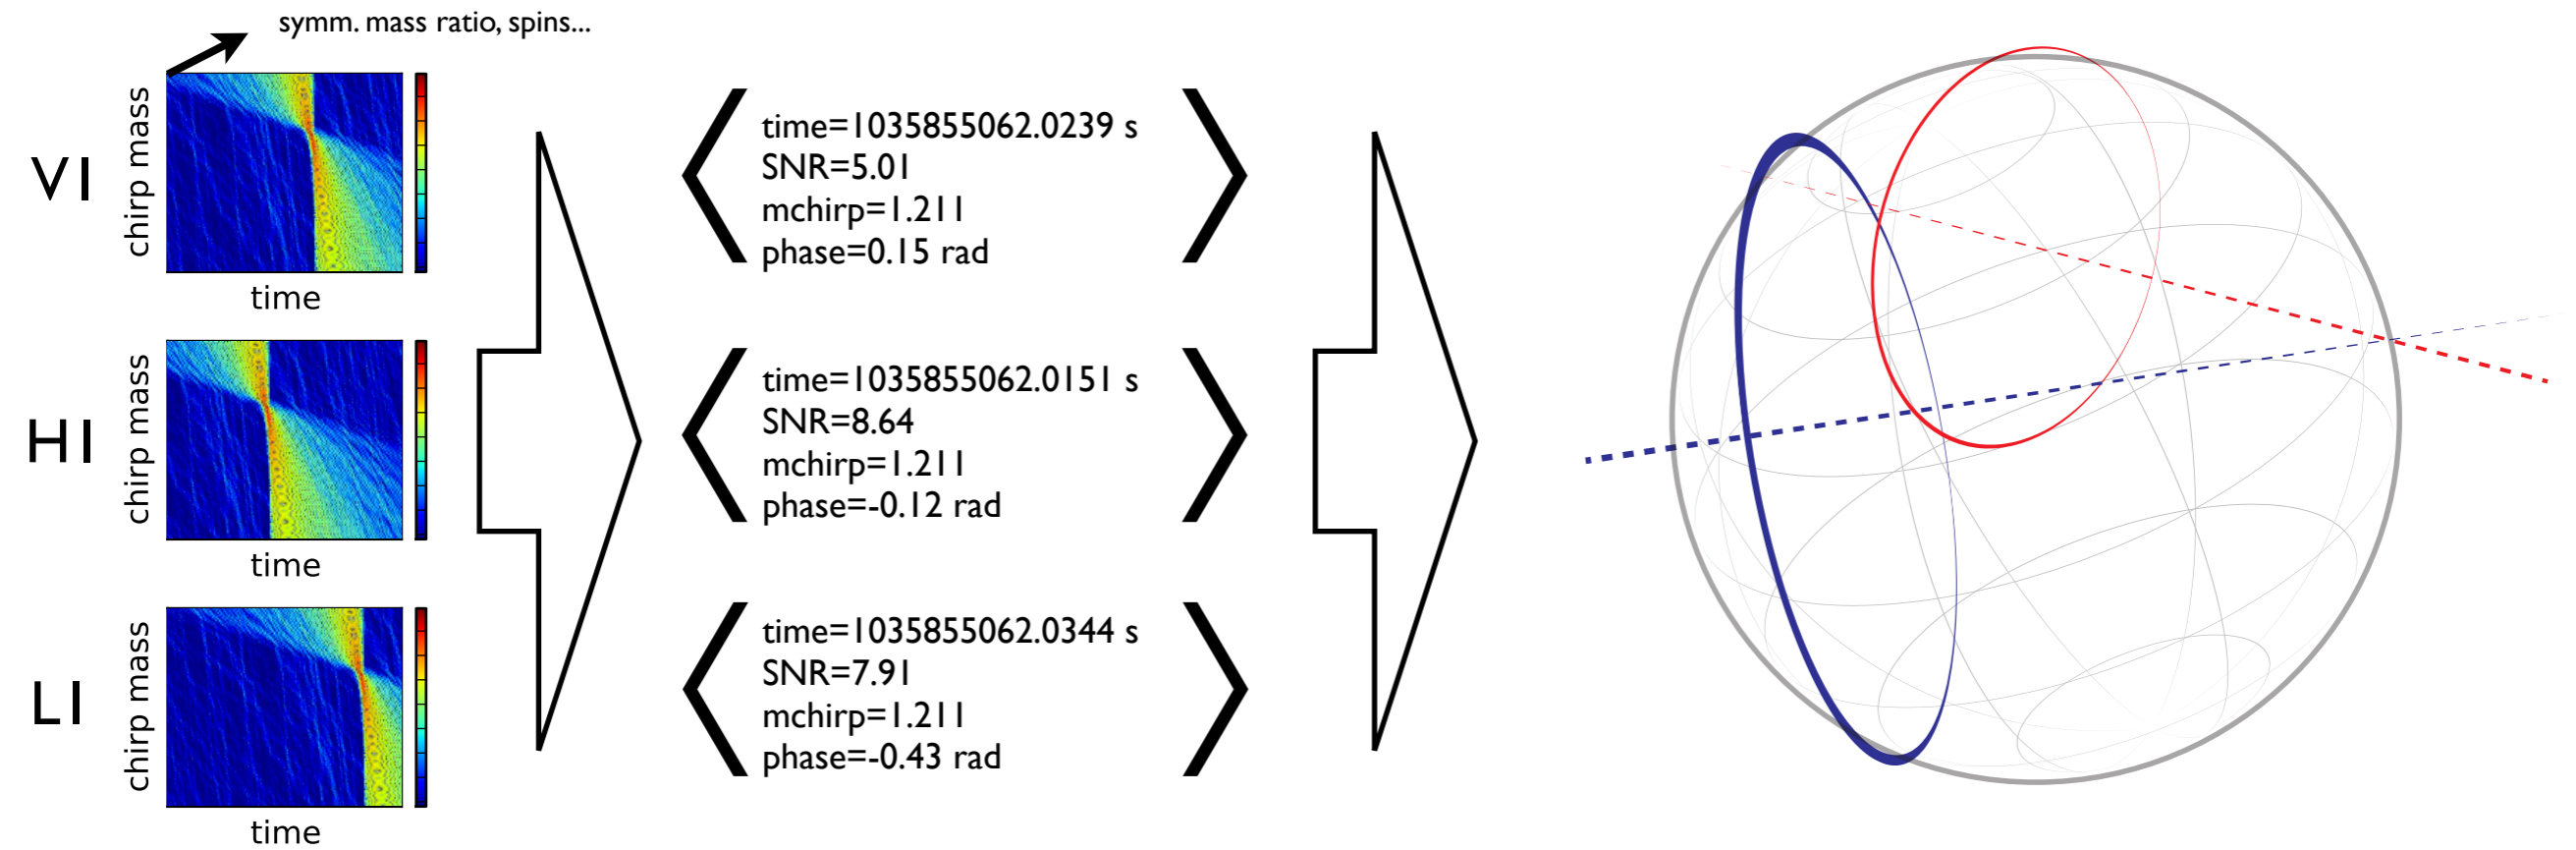 symm. mass ratio, spins...
V1
chirp mass
time
time=1035855062.0239 s
SNR=5.01
mchirp=1.211
phase=0.15 rad
H1
chirp mass
time
time=1035855062.0151 s
SNR=8.64
mchirp=1.211
phase=-0.12 rad
L1
chirp mass
time
time=1035855062.0344 s
SNR=7.91
mchirp=1.211
phase=-0.43 rad